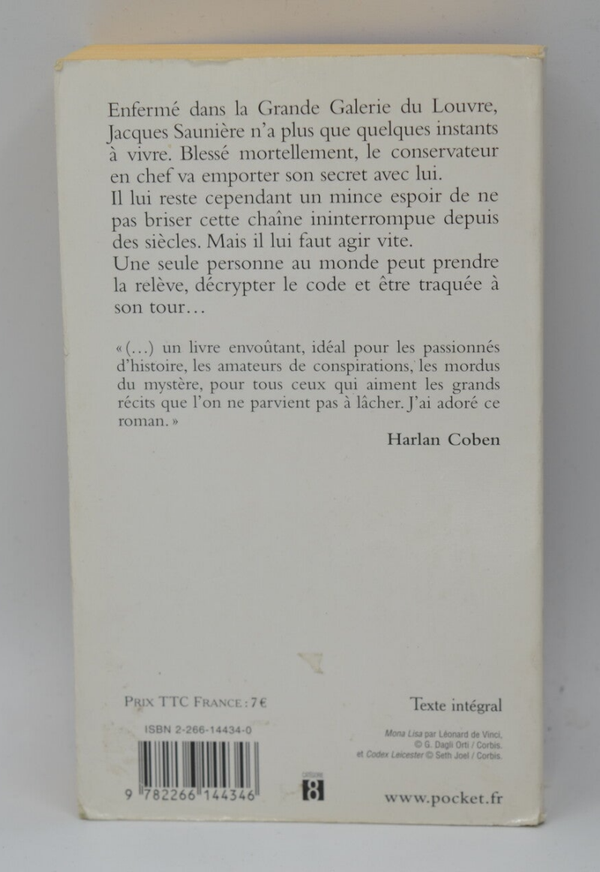 Enfermé dans la Grande Galerie du Louvre,
Jacques Saunière n'a plus que quelques instants
à vivre. Blessé mortellement, le conservateur
en chef va emporter son secret avec lui.
Il lui reste cependant un mince espoir de ne
pas briser cette chaîne ininterrompue depuis
des siècles. Mais il lui faut agir vite.
Une seule personne au monde peut prendre
la relève, décrypter le code et être traquée à
son tour…
« (…) un livre envoûtant, idéal pour les passionnés
d'histoire, les amateurs de conspirations, les mordus
du mystère, pour tous ceux qui aiment les grands
récits que l'on ne parvient pas à lâcher. J'ai adoré ce
roman. »
Harlan Coben
PRIX TTC FRANCE : 7 €
Texte intégral
ISBN 2-266-14434-0
Mona Lisa par Léonard de Vinci,
© G. Dagli Orti / Corbis.
et Codex Leicester © Seth Joel / Corbis.
9 782266 144346
CATÉGORIE
8
www.pocket.fr